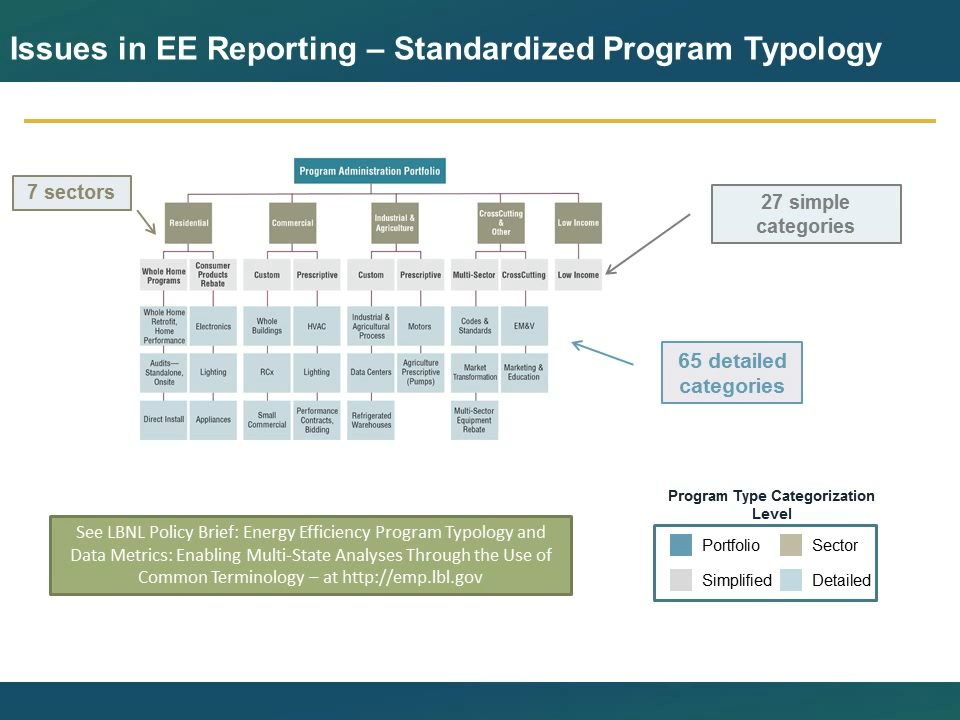 Issues in EE Reporting – Standardized Program Typology
7 sectors
Program Administration Portfolio
27 simple
categories
Residential
Commercial
Industrial &
Agriculture
CrossCutting
&
Other
Low Income
Whole Home
Programs
Consumer
Products
Rebate
Custom
Prescriptive
Custom
Prescriptive
Multi-Sector
CrossCutting
Low Income
Whole Home
Retrofit,
Home
Performance
Electronics
Whole
Buildings
HVAC
Industrial &
Agricultural
Process
Motors
Codes &
Standards
EM&V
65 detailed
categories
Audits—
Standalone,
Onsite
Lighting
RCx
Lighting
Data Centers
Agriculture
Prescriptive
(Pumps)
Market
Transformation
Marketing &
Education
Direct Install
Appliances
Small
Commercial
Performance
Contracts,
Bidding
Refrigerated
Warehouses
Multi-Sector
Equipment
Rebate
See LBNL Policy Brief: Energy Efficiency Program Typology and
Data Metrics: Enabling Multi-State Analyses Through the Use of
Common Terminology – at http://emp.lbl.gov
Program Type Categorization
Level
Portfolio
Sector
Simplified
Detailed